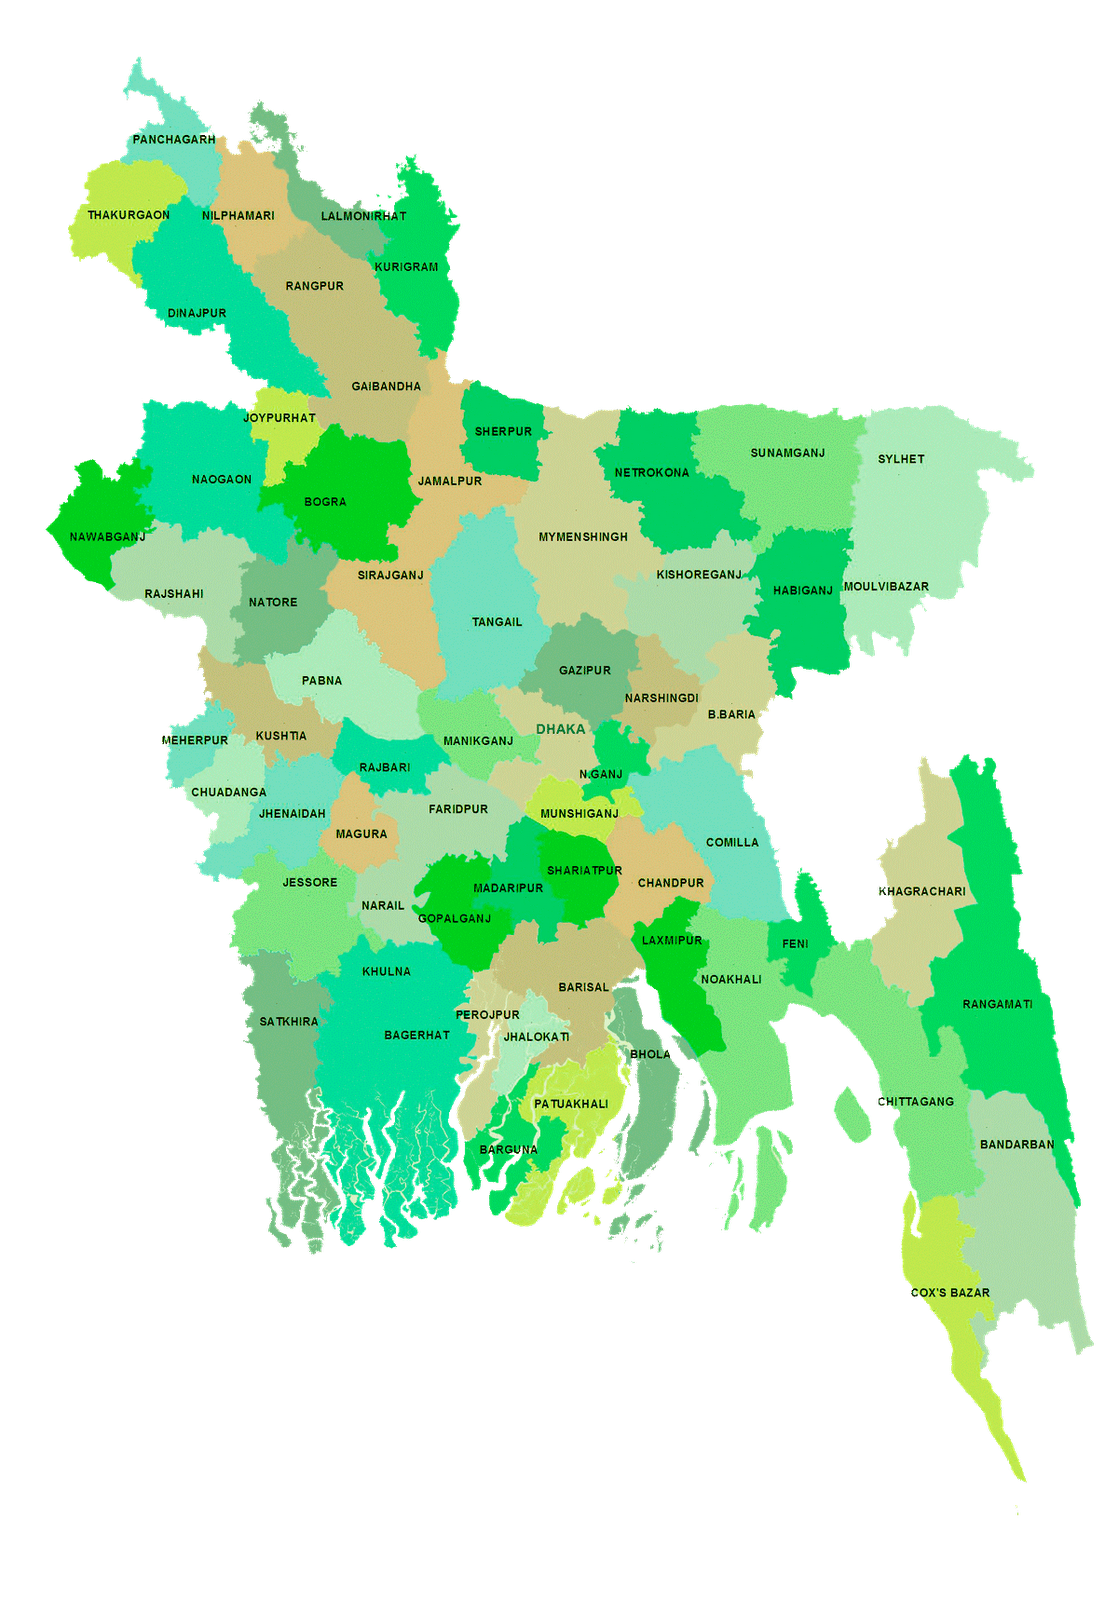 PANCHAGARH
THAKURGAON
NILPHAMARI
LALMONIRHAT
KURIGRAM
RANGPUR
DINAJPUR
GAIBANDHA
JOYPURHAT
SHERPUR
SUNAMGANJ
SYLHET
NETROKONA
NAOGAON
JAMALPUR
BOGRA
NAWABGANJ
MYMENSHINGH
SIRAJGANJ
KISHOREGANJ
MOULVIBAZAR
HABIGANJ
RAJSHAHI
NATORE
TANGAIL
GAZIPUR
PABNA
NARSHINGDI
B.BARIA
DHAKA
KUSHTIA
MEHERPUR
MANIKGANJ
RAJBARI
N.GANJ
CHUADANGA
JHENAIDAH
FARIDPUR
MUNSHIGANJ
MAGURA
COMILLA
SHARIATPUR
JESSORE
MADARIPUR
CHANDPUR
KHAGRACHARI
NARAIL
GOPALGANJ
LAXMIPUR
FENI
KHULNA
NOAKHALI
BARISAL
RANGAMATI
PEROJPUR
SATKHIRA
BAGERHAT
JHALOKATI
BHOLA
PATUAKHALI
CHITTAGANG
BANDARBAN
BARGUNA
COX'S BAZAR